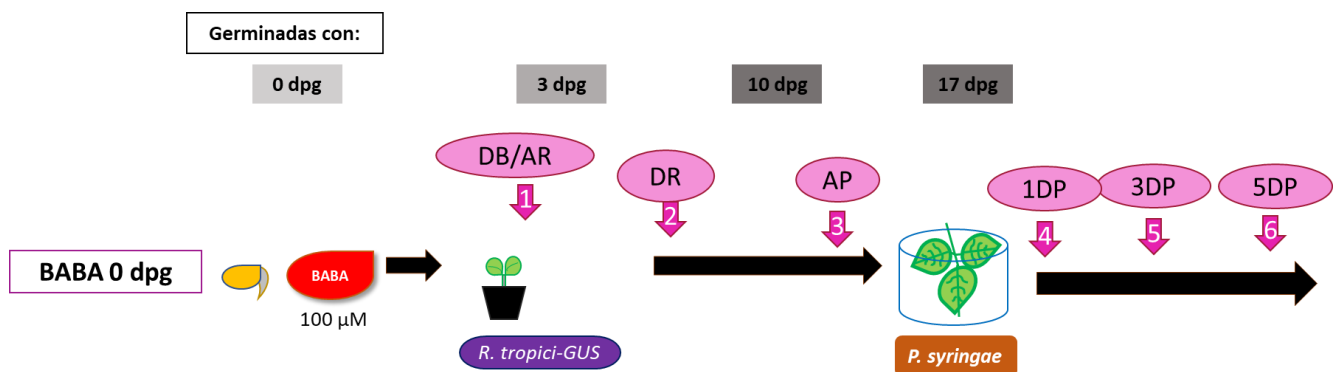 Germinadas con:
0 dpg
3 dpg
10 dpg
17 dpg
DB/AR
DR
AP
1DP
3DP
5DP
1
2
3
4
5
6
BABA 0 dpg
BABA
100 µM
R. tropici-GUS
P. syringae